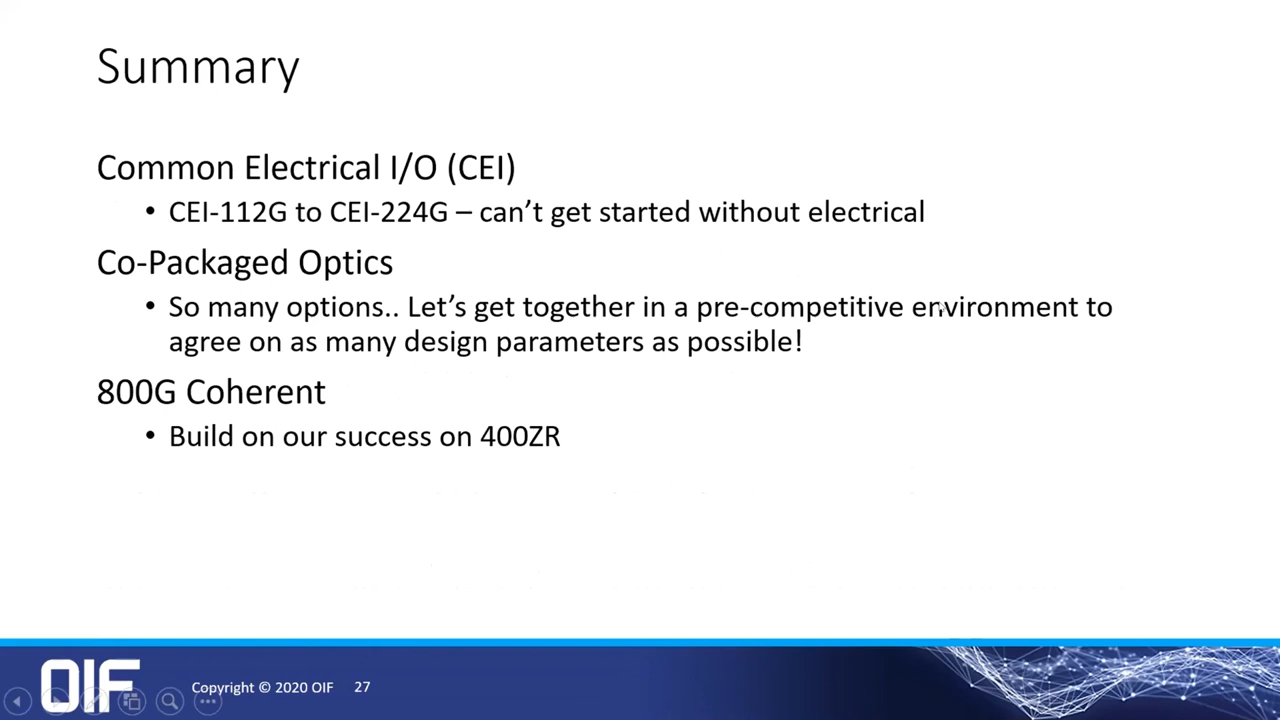 Summary
Common Electrical I/O (CEI)
• CEI-112G to CEI-224G – can't get started without electrical
Co-Packaged Optics
• So many options.. Let's get together in a pre-competitive environment to
agree on as many design parameters as possible!
800G Coherent
• Build on our success on 400ZR
OIF
Copyright © 2020 OIF 27